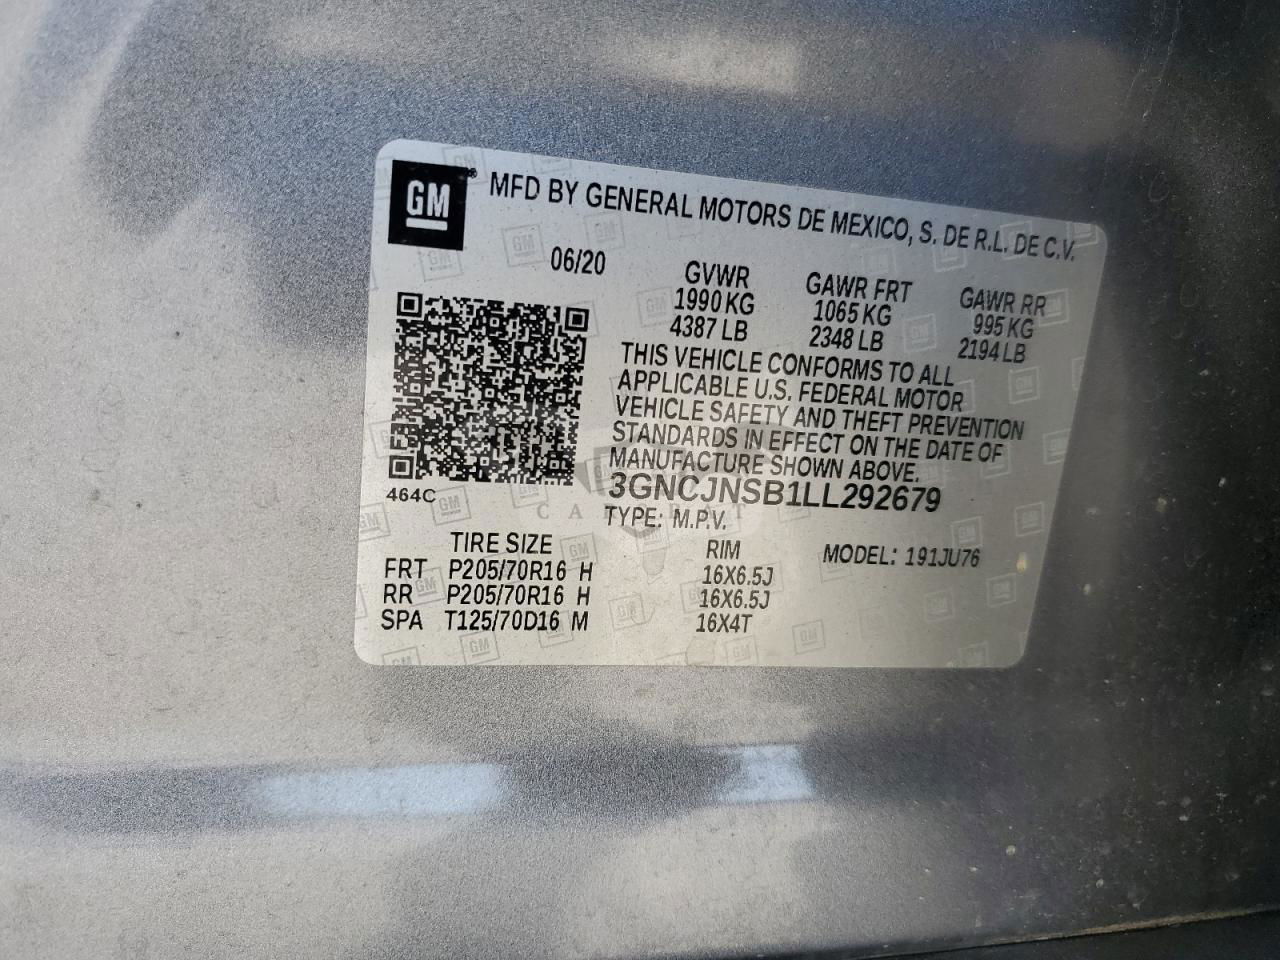 GM
MFD BY GENERAL MOTORS DE MEXICO, S. DE R.L. DE C.V.
06/20
GVWR GAWR FRT GAWR RR
1990 KG 1065 KG 995 KG
4387 LB 2348 LB 2194 LB
THIS VEHICLE CONFORMS TO ALL
APPLICABLE U.S. FEDERAL MOTOR
VEHICLE SAFETY AND THEFT PREVENTION
STANDARDS IN EFFECT ON THE DATE OF
MANUFACTURE SHOWN ABOVE.
464C
3GNCJNSB1LL292679
TYPE: M.P.V.
TIRE SIZE RIM MODEL: 191JU76
FRT P205/70R16 H 16X6.5J
RR P205/70R16 H 16X6.5J
SPA T125/70D16 M 16X4T